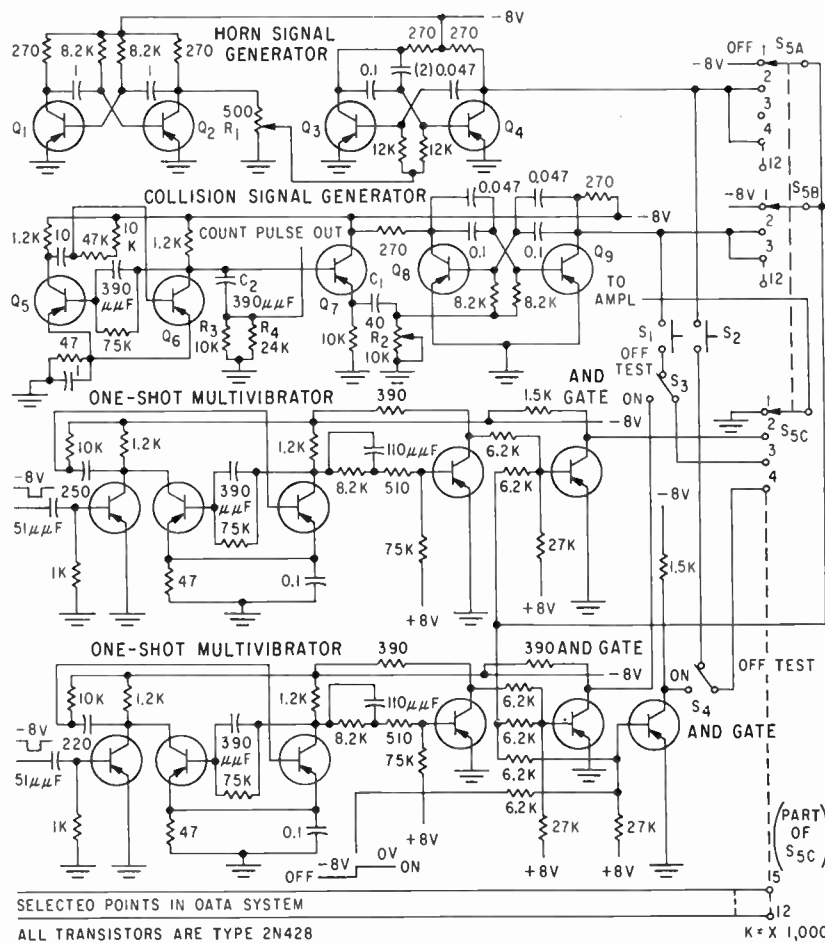 HORN SIGNAL
GENERATOR
-8V
270 8.2K 8.2K 270
270 270
1 1
0.1 (2) 0.047
Q1 Q2
500
R1
Q3 Q4
12K 12K
OFF 1 S5A
-8V
2
3
4
12
COLLISION SIGNAL GENERATOR
0.047 0.047 270
-8V
-8V 1 S5B
2
3
12
1.2K 10 47K 10K 1.2K
COUNT PULSE OUT
270
0.1 0.1
Q5 390 μμF
75K
Q6
C2
390 μμF
Q7
C1
40
Q8 Q9
8.2K 8.2K
TO AMPL
47
1
R3 10K
R4 24K
10K
R2 10K
S1 S2
OFF TEST
S3
ON
ONE-SHOT MULTIVIBRATOR
390
AND GATE
1.5K
-8V
1
2 S5C
3
4
10K 1.2K 1.2K
110μμF
6.2K
6.2K
-8V
250
51μμF
390 μμF
75K
8.2K 510
75K
27K
1K
47
0.1
+8V
+8V
-8V
1.5K
ONE-SHOT MULTIVIBRATOR
390
390 AND GATE
-8V
ON OFF TEST
S4
10K 1.2K 1.2K
110μμF
6.2K
6.2K
6.2K
6.2K
AND GATE
-8V
220
51μμF
390 μμF
75K
8.2K 510
75K
1K
47
0.1
+8V
27K 27K
+8V +8V
-8V 0V
OFF ON
(PART OF S5C)
15
SELECTED POINTS IN DATA SYSTEM
12
ALL TRANSISTORS ARE TYPE 2N428
K = X 1,000